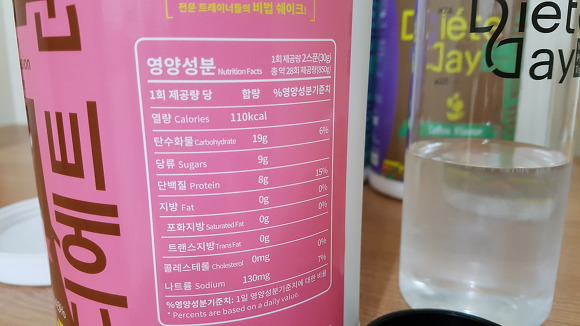 전문 트레이너들의 비법 쉐이크!
영양성분 Nutrition Facts
1회 제공량 2스푼(30g)
총 약 28회 제공량(850g)
1회 제공량 당 함량 %영양성분기준치
열량 Calories 110kcal
탄수화물 Carbohydrate 19g 6%
당류 Sugars 9g
단백질 Protein 8g 15%
지방 Fat 0g 0%
포화지방 Saturated Fat 0g 0%
트랜스지방 Trans Fat 0g
콜레스테롤 Cholesterol 0mg 0%
나트륨 Sodium 130mg 7%
%영양성분기준치: 1일 영양성분기준치에 대한 비율
* Percents are based on a daily value.
에트
Diéte
Day